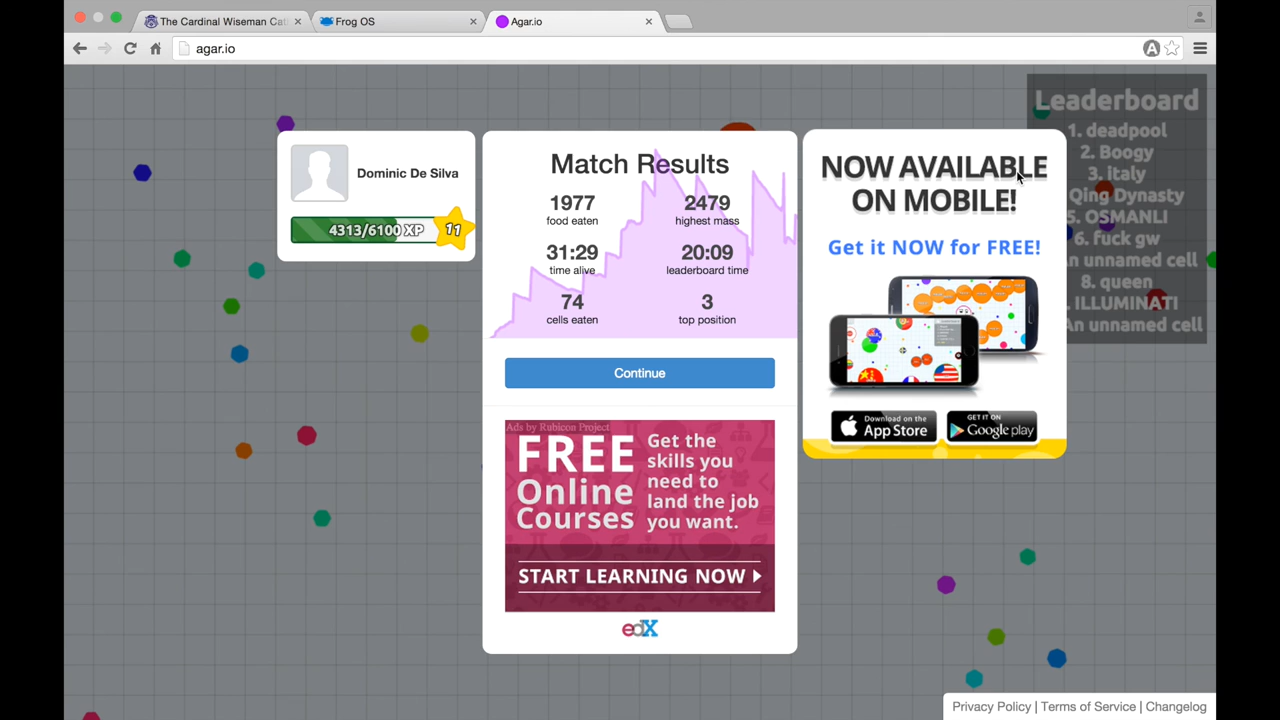 The Cardinal Wiseman Cat
Frog OS
Agar.io
agar.io
Dominic De Silva
4313/6100 XP
11
Match Results
1977
food eaten
2479
highest mass
31:29
time alive
20:09
leaderboard time
74
cells eaten
3
top position
Continue
Ads by Rubicon Project
FREE
Online
Courses
Get the
skills you
need to
land the job
you want.
START LEARNING NOW
edX
NOW AVAILABLE
ON MOBILE!
Get it NOW for FREE!
Download on the
App Store
GET IT ON
Google play
Leaderboard
1. deadpool
2. Boogy
3. italy
Qing Dynasty
5. OSMANLI
6. fuck gw
An unnamed cell
8. queen
. ILLUMINATI
An unnamed cell
Privacy Policy | Terms of Service | Changelog